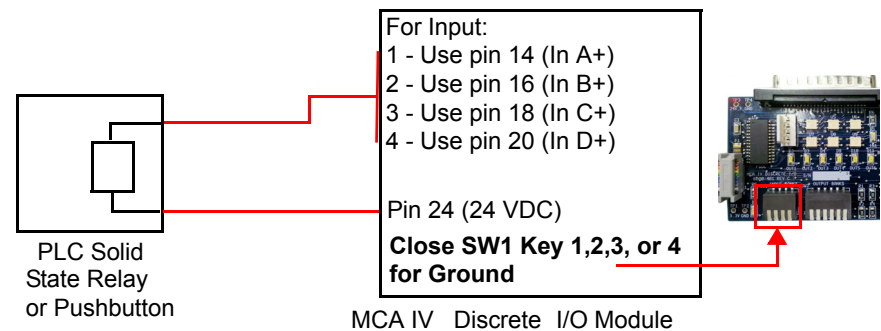 For Input:
1 - Use pin 14 (In A+)
2 - Use pin 16 (In B+)
3 - Use pin 18 (In C+)
4 - Use pin 20 (In D+)
Pin 24 (24 VDC)
Close SW1 Key 1,2,3, or 4
for Ground
PLC Solid
State Relay
or Pushbutton
MCA IV Discrete I/O Module
OUTPUT BANKS